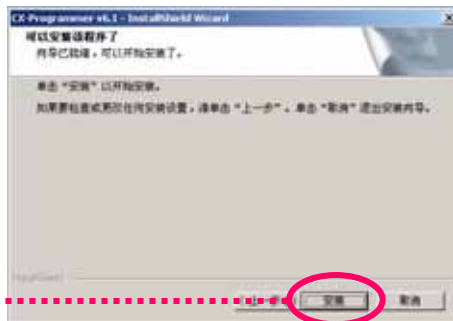 CX-Programmer v6.1 - InstallShield Wizard
可以安装该程序了
向导已就绪，可以开始安装了。
单击“安装”以开始安装。
如果要检查或更改任何安装设置，请单击“上一步”。单击“取消”退出安装向导。
InstallShield
上一步 安装 取消